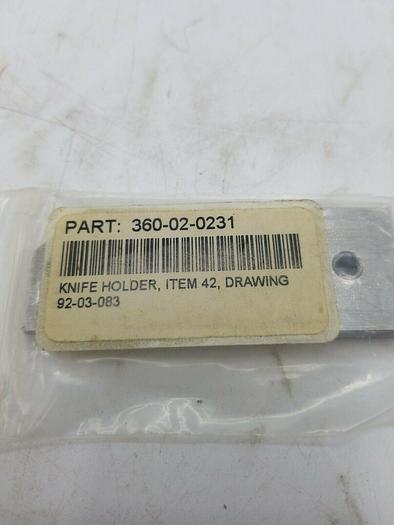 PART: 360-02-0231
KNIFE HOLDER, ITEM 42, DRAWING
92-03-083